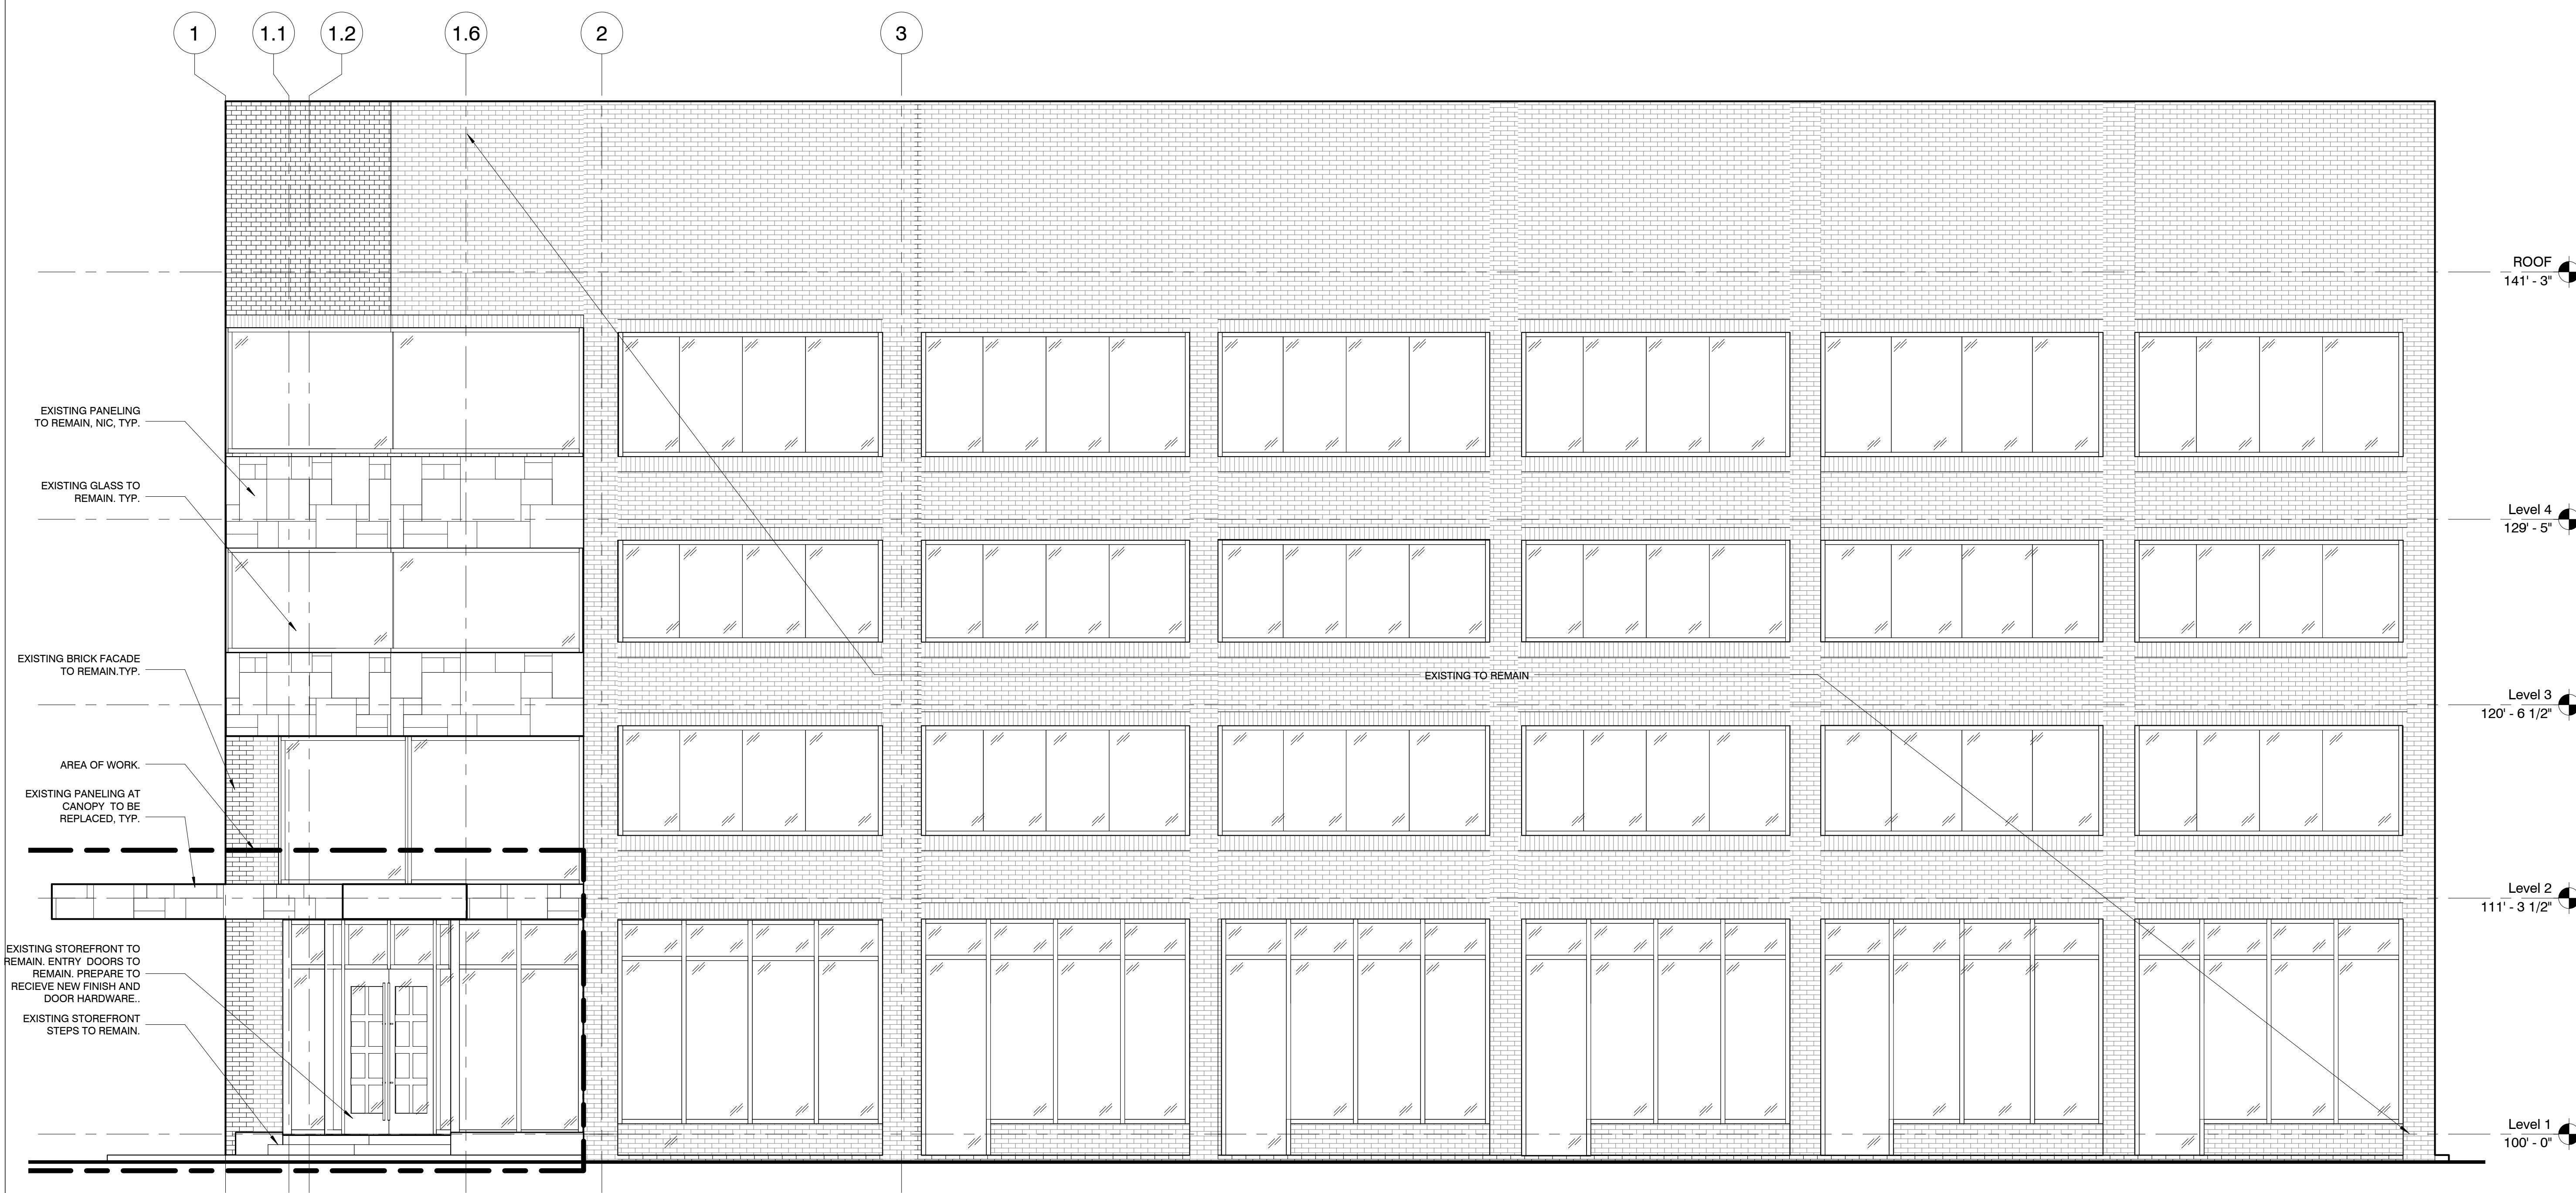 1
1.1
1.2
1.6
2
3
ROOF
141' - 3"
EXISTING PANELING
TO REMAIN, NIC, TYP.
EXISTING GLASS TO
REMAIN. TYP.
Level 4
129' - 5"
EXISTING BRICK FACADE
TO REMAIN.TYP.
EXISTING TO REMAIN
Level 3
120' - 6 1/2"
AREA OF WORK.
EXISTING PANELING AT
CANOPY TO BE
REPLACED, TYP.
Level 2
111' - 3 1/2"
EXISTING STOREFRONT TO
REMAIN. ENTRY DOORS TO
REMAIN. PREPARE TO
RECIEVE NEW FINISH AND
DOOR HARDWARE..
EXISTING STOREFRONT
STEPS TO REMAIN.
Level 1
100' - 0"